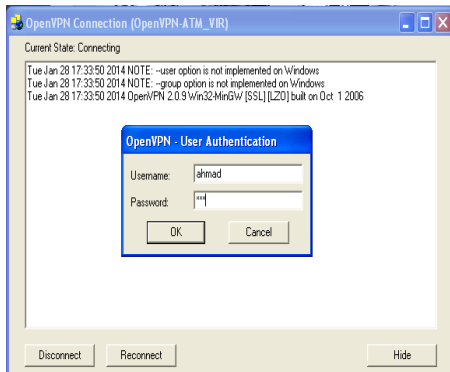 OpenVPN Connection (OpenVPN-ATM_VIR)
Current State: Connecting
Tue Jan 28 17:33:50 2014 NOTE: --user option is not implemented on Windows
Tue Jan 28 17:33:50 2014 NOTE: --group option is not implemented on Windows
Tue Jan 28 17:33:50 2014 OpenVPN 2.0.9 Win32-MinGW [SSL] [LZO] built on Oct 1 2006
OpenVPN - User Authentication
Username: ahmad
Password: ***
OK Cancel
Disconnect Reconnect Hide